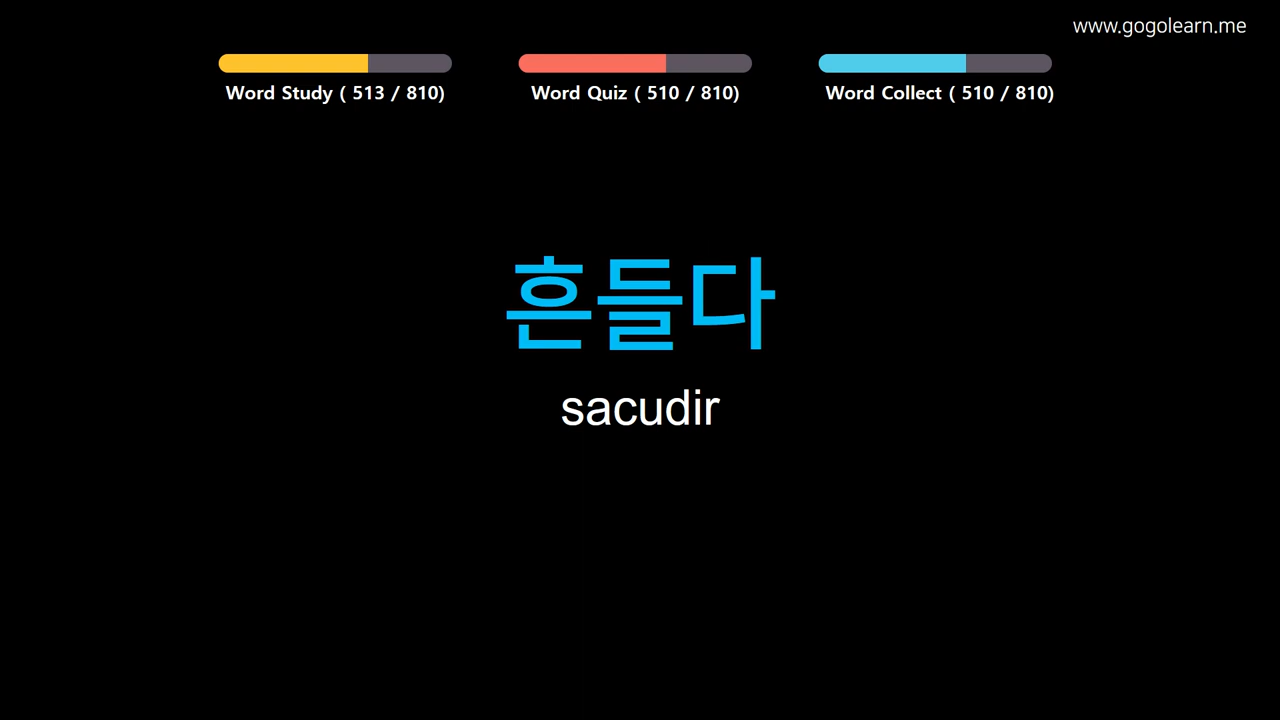 www.gogolearn.me
Word Study ( 513 / 810)
Word Quiz ( 510 / 810)
Word Collect ( 510 / 810)
흔들다
sacudir